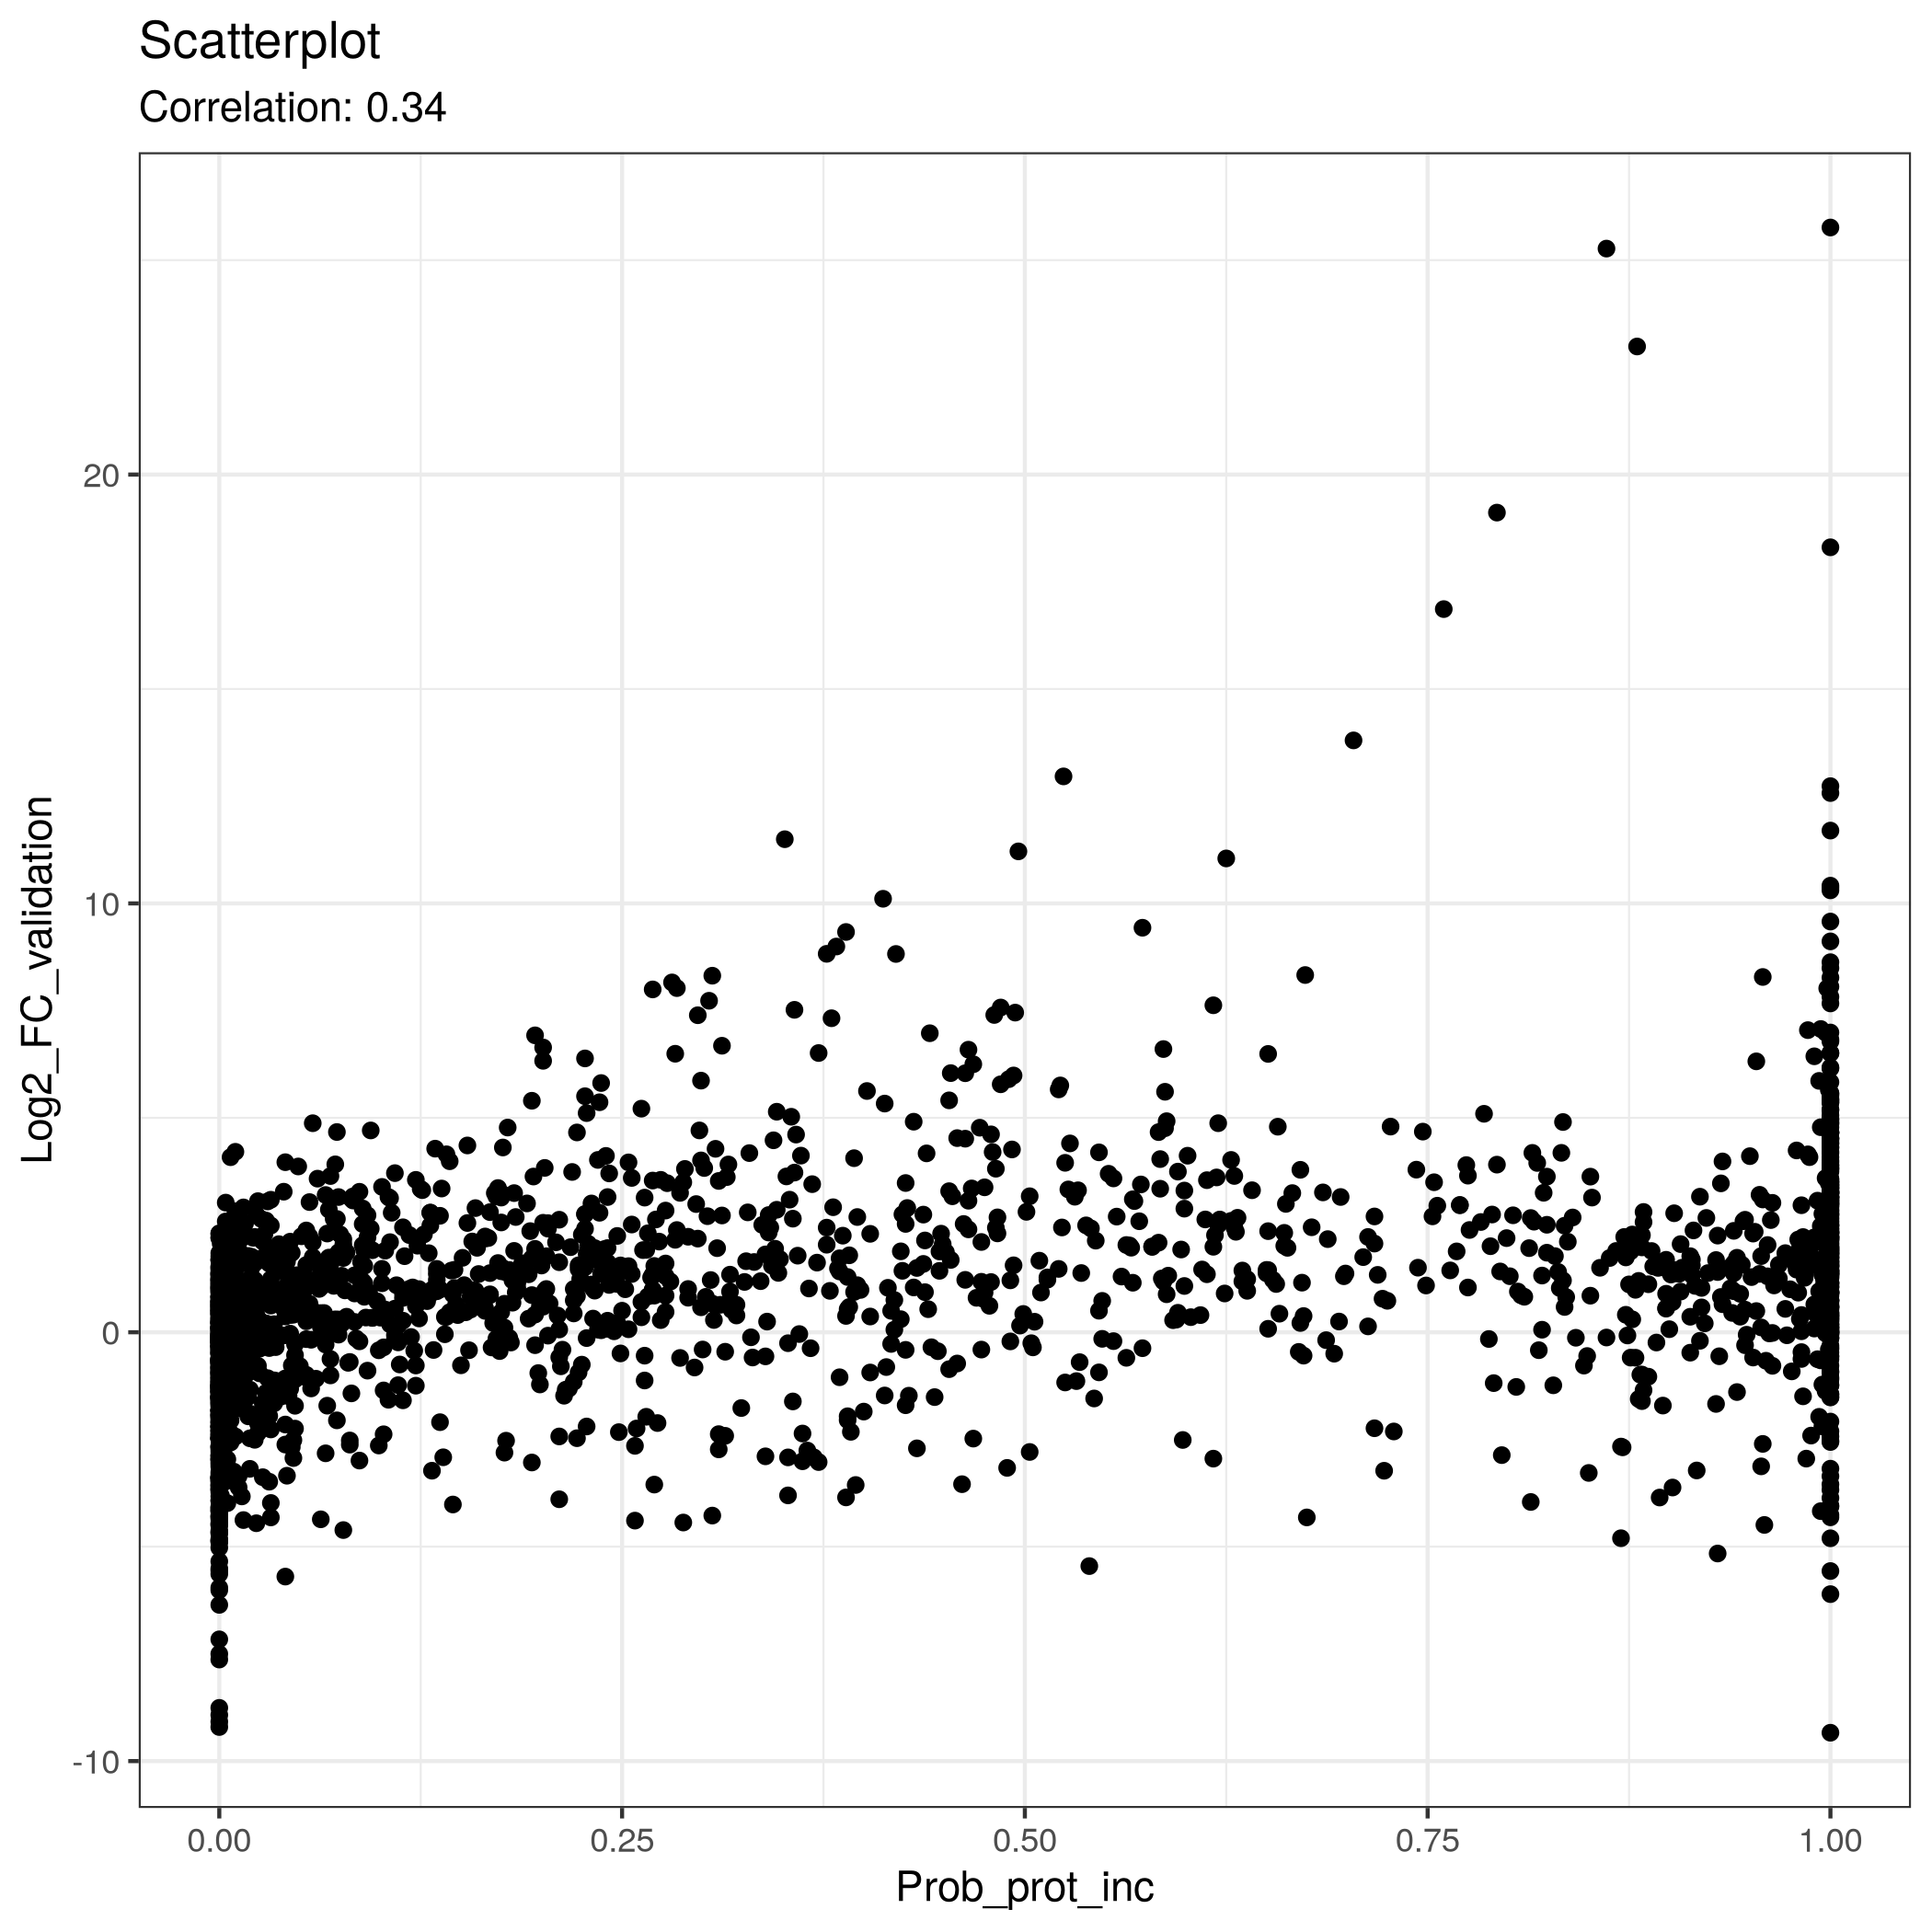 Scatterplot
Correlation: 0.34
Log2_FC_validation
20
10
0
-10
0.00 0.25 0.50 0.75 1.00
Prob_prot_inc